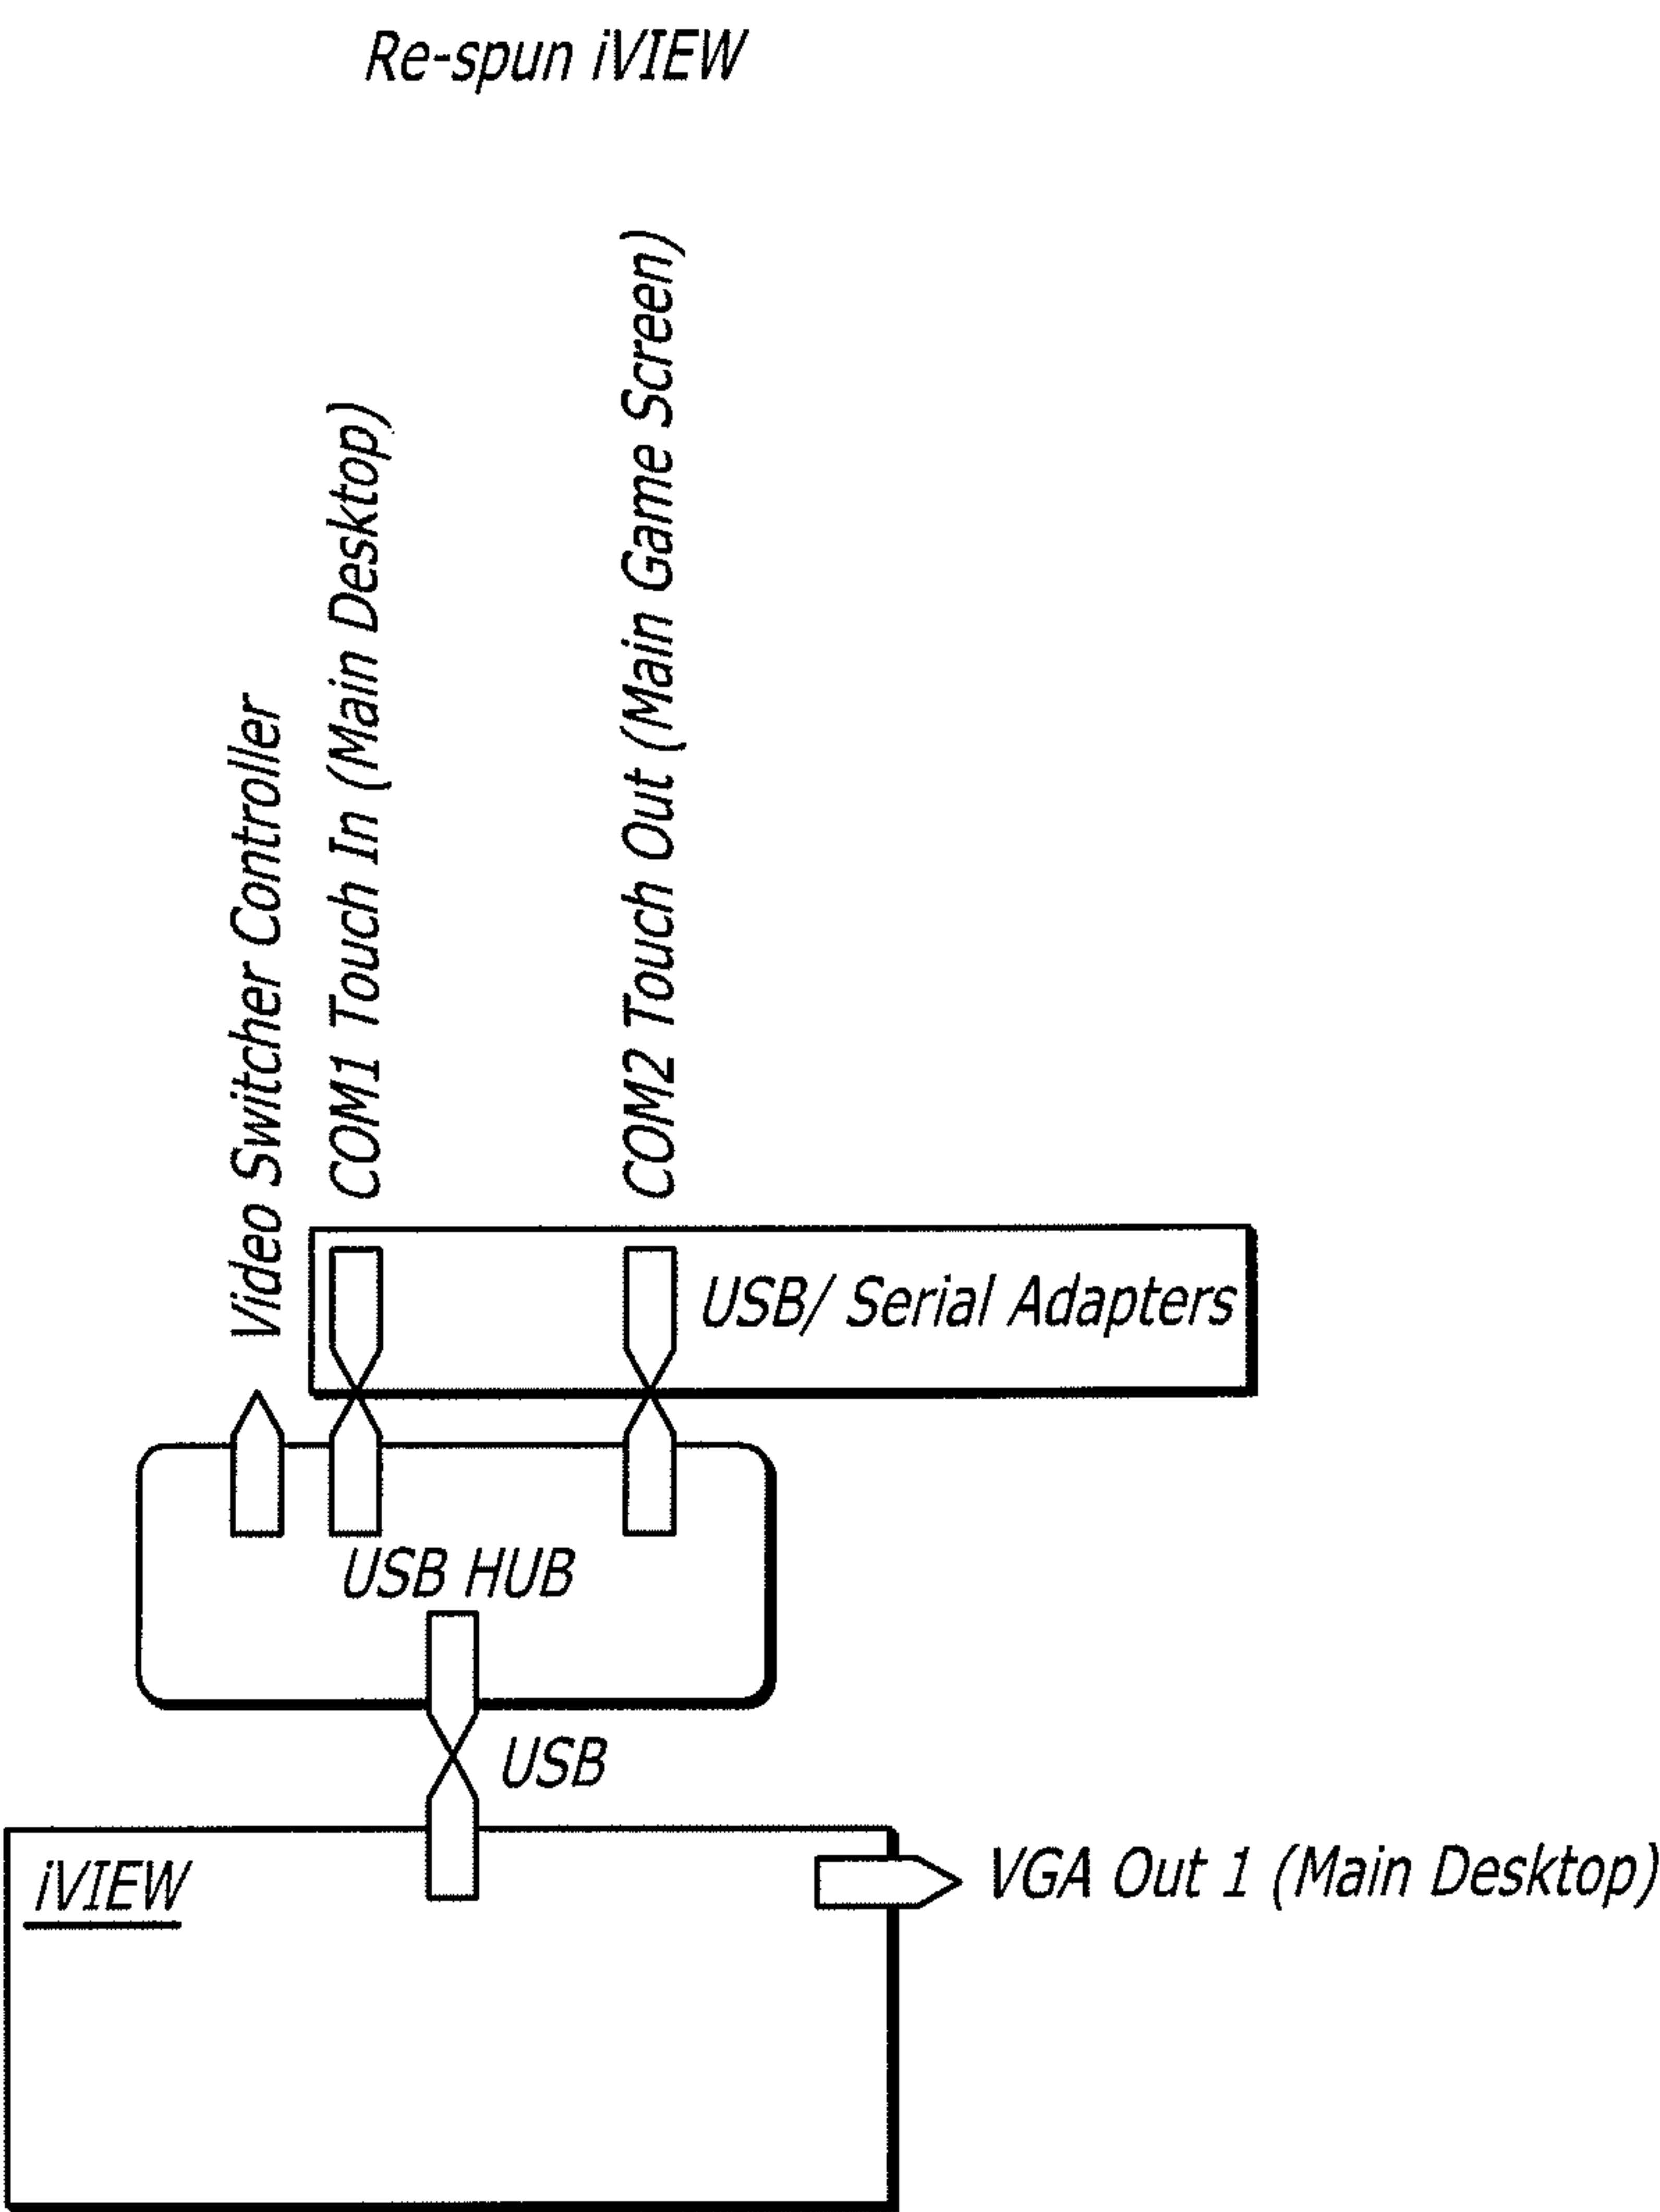 Re-spun iVIEW
Video Switcher Controller
COM1 Touch In (Main Desktop)
COM2 Touch Out (Main Game Screen)
USB/ Serial Adapters
USB HUB
USB
iVIEW
VGA Out 1 (Main Desktop)